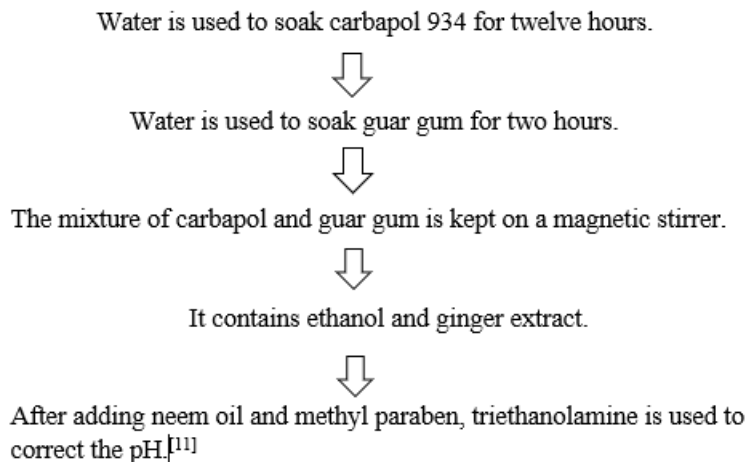 Water is used to soak carbapol 934 for twelve hours.
Water is used to soak guar gum for two hours.
The mixture of carbapol and guar gum is kept on a magnetic stirrer.
It contains ethanol and ginger extract.
After adding neem oil and methyl paraben, triethanolamine is used to
correct the pH.[11]